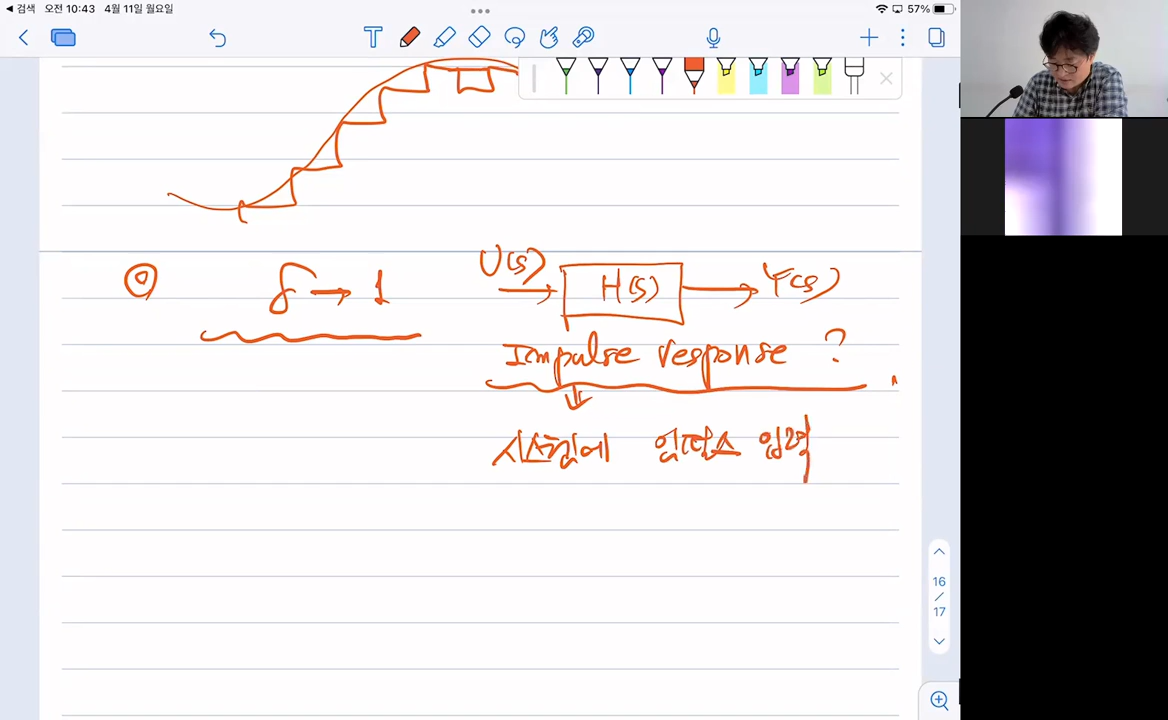 ◀ 검색 오전 10:43 4월 11일 월요일
57%
T
δ → 1
U(s) H(s) Y(s)
Impulse response ?
시스템에 임펄스 입력
16
/
17